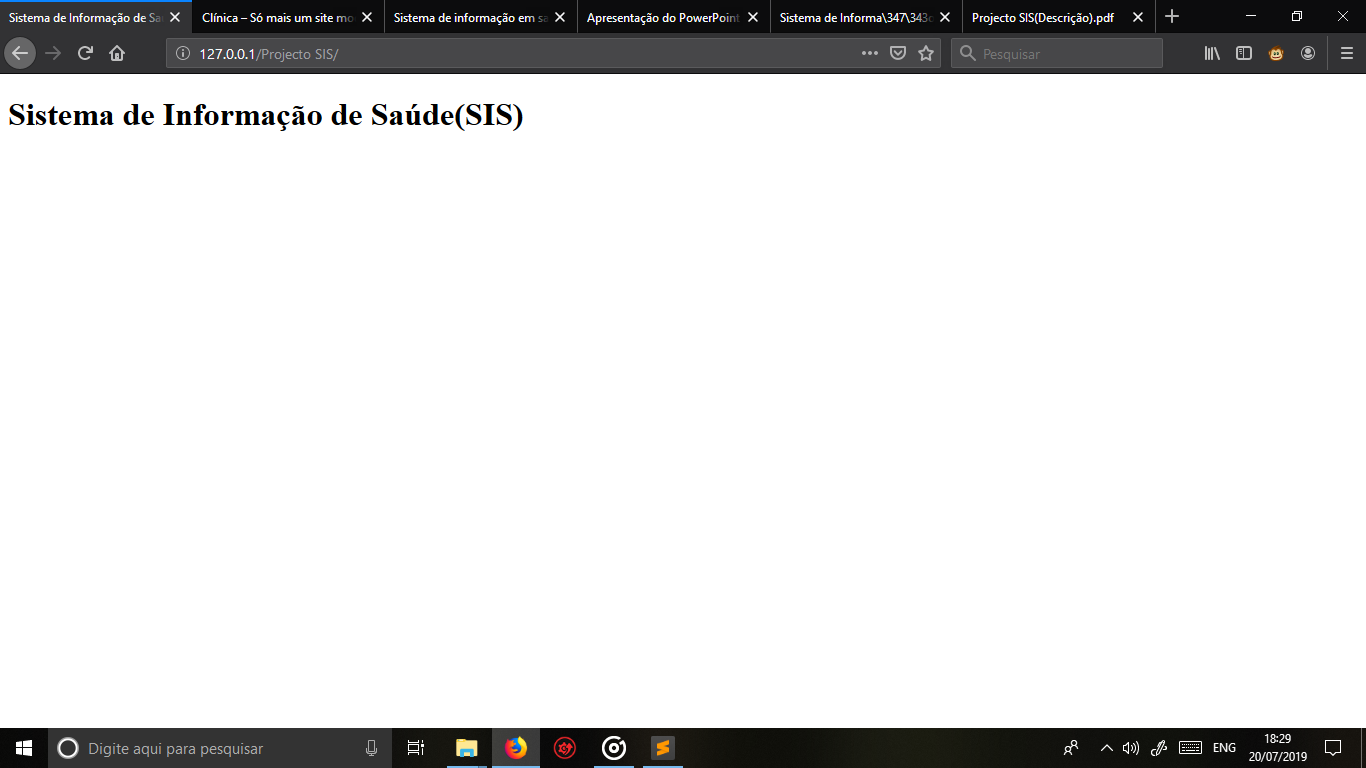 Sistema de Informação de Sa
Clínica – Só mais um site mo
Sistema de informação em sa
Apresentação do PowerPoint
Sistema de Informa\347\343o
Projecto SIS(Descrição).pdf
127.0.0.1/Projecto SIS/
Pesquisar
Sistema de Informação de Saúde(SIS)
Digite aqui para pesquisar
ENG
18:29
20/07/2019